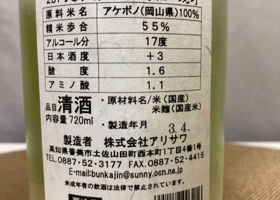 原料米名 アケボノ(岡山県)100%
精米歩合 55%
アルコール分 17度
日本酒度 +3
酸度 1.6
アミノ酸 1.1
品目 清酒 ・原材料名/米(国産)
米麹(国産米)
内容量 720ml ・製造年月 3.4.
製造者 株式会社アリサワ
高知県香美市土佐山田町西本町1丁目4番1号
TEL.0887-52-3177 FAX.0887-52-4415
E-mail:bunkajin@sunny.ocn.ne.jp
未成年者の飲酒は法律で禁止されています。